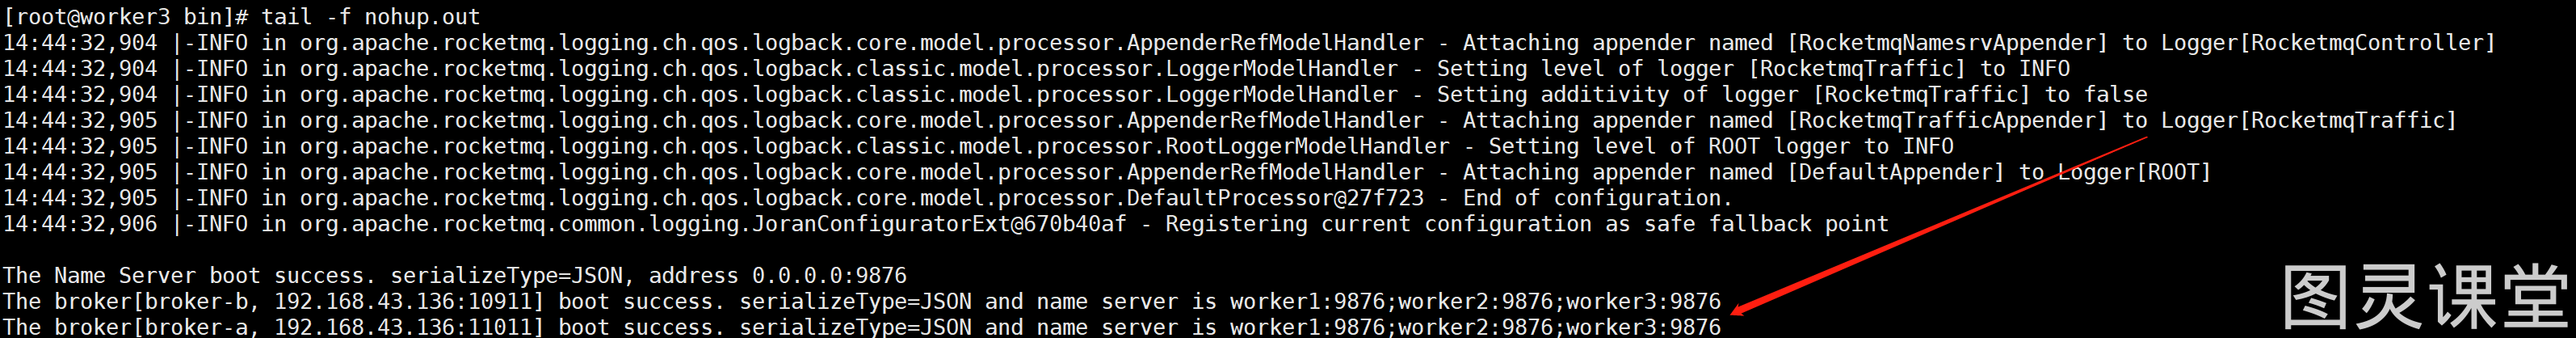 [root@worker3 bin]# tail -f nohup.out
14:44:32,904 |-INFO in org.apache.rocketmq.logging.ch.qos.logback.core.model.processor.AppenderRefModelHandler - Attaching appender named [RocketmqNamesrvAppender] to Logger[RocketmqController]
14:44:32,904 |-INFO in org.apache.rocketmq.logging.ch.qos.logback.classic.model.processor.LoggerModelHandler - Setting level of logger [RocketmqTraffic] to INFO
14:44:32,904 |-INFO in org.apache.rocketmq.logging.ch.qos.logback.classic.model.processor.LoggerModelHandler - Setting additivity of logger [RocketmqTraffic] to false
14:44:32,905 |-INFO in org.apache.rocketmq.logging.ch.qos.logback.core.model.processor.AppenderRefModelHandler - Attaching appender named [RocketmqTrafficAppender] to Logger[RocketmqTraffic]
14:44:32,905 |-INFO in org.apache.rocketmq.logging.ch.qos.logback.classic.model.processor.RootLoggerModelHandler - Setting level of ROOT logger to INFO
14:44:32,905 |-INFO in org.apache.rocketmq.logging.ch.qos.logback.core.model.processor.AppenderRefModelHandler - Attaching appender named [DefaultAppender] to Logger[ROOT]
14:44:32,905 |-INFO in org.apache.rocketmq.logging.ch.qos.logback.core.model.processor.DefaultProcessor@27f723 - End of configuration.
14:44:32,906 |-INFO in org.apache.rocketmq.common.logging.JoranConfiguratorExt@670b40af - Registering current configuration as safe fallback point
The Name Server boot success. serializeType=JSON, address 0.0.0.0:9876
The broker[broker-b, 192.168.43.136:10911] boot success. serializeType=JSON and name server is worker1:9876;worker2:9876;worker3:9876
The broker[broker-a, 192.168.43.136:11011] boot success. serializeType=JSON and name server is worker1:9876;worker2:9876;worker3:9876
图灵课堂